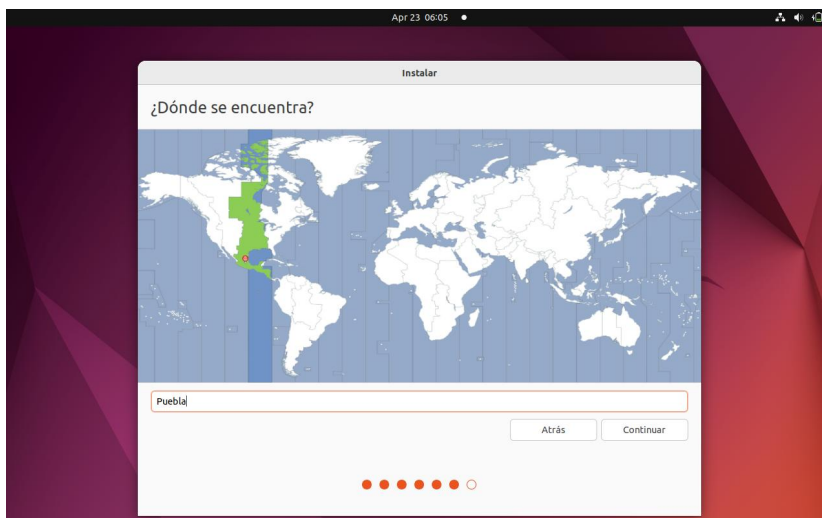 Apr 23 06:05
Instalar
¿Dónde se encuentra?
Puebla
Atrás
Continuar